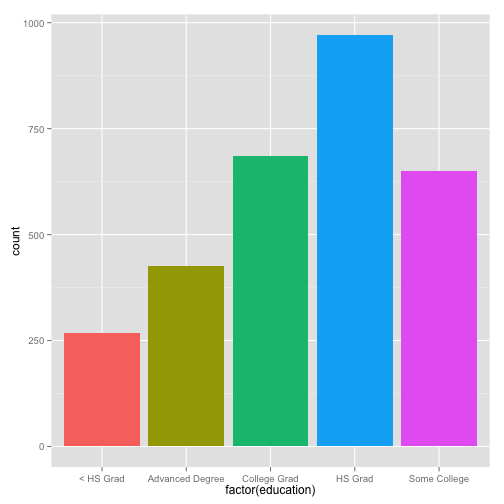 1000
750
500
250
0
count
< HS Grad
Advanced Degree
College Grad
HS Grad
Some College
factor(education)